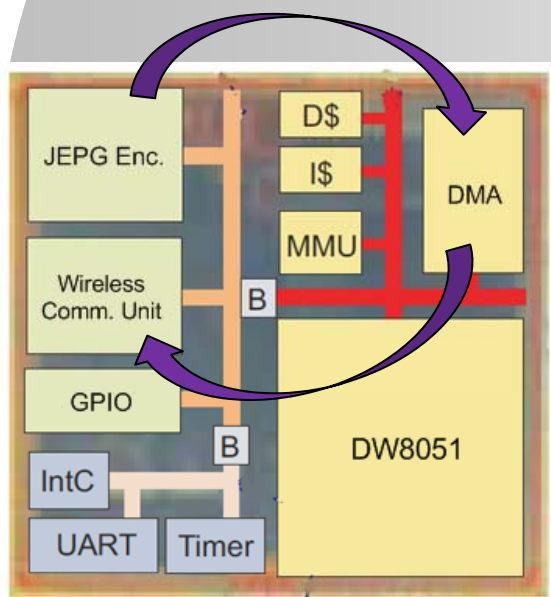 JEPG Enc.
D$
I$
MMU
DMA
Wireless
Comm. Unit
B
GPIO
B
DW8051
IntC
UART
Timer